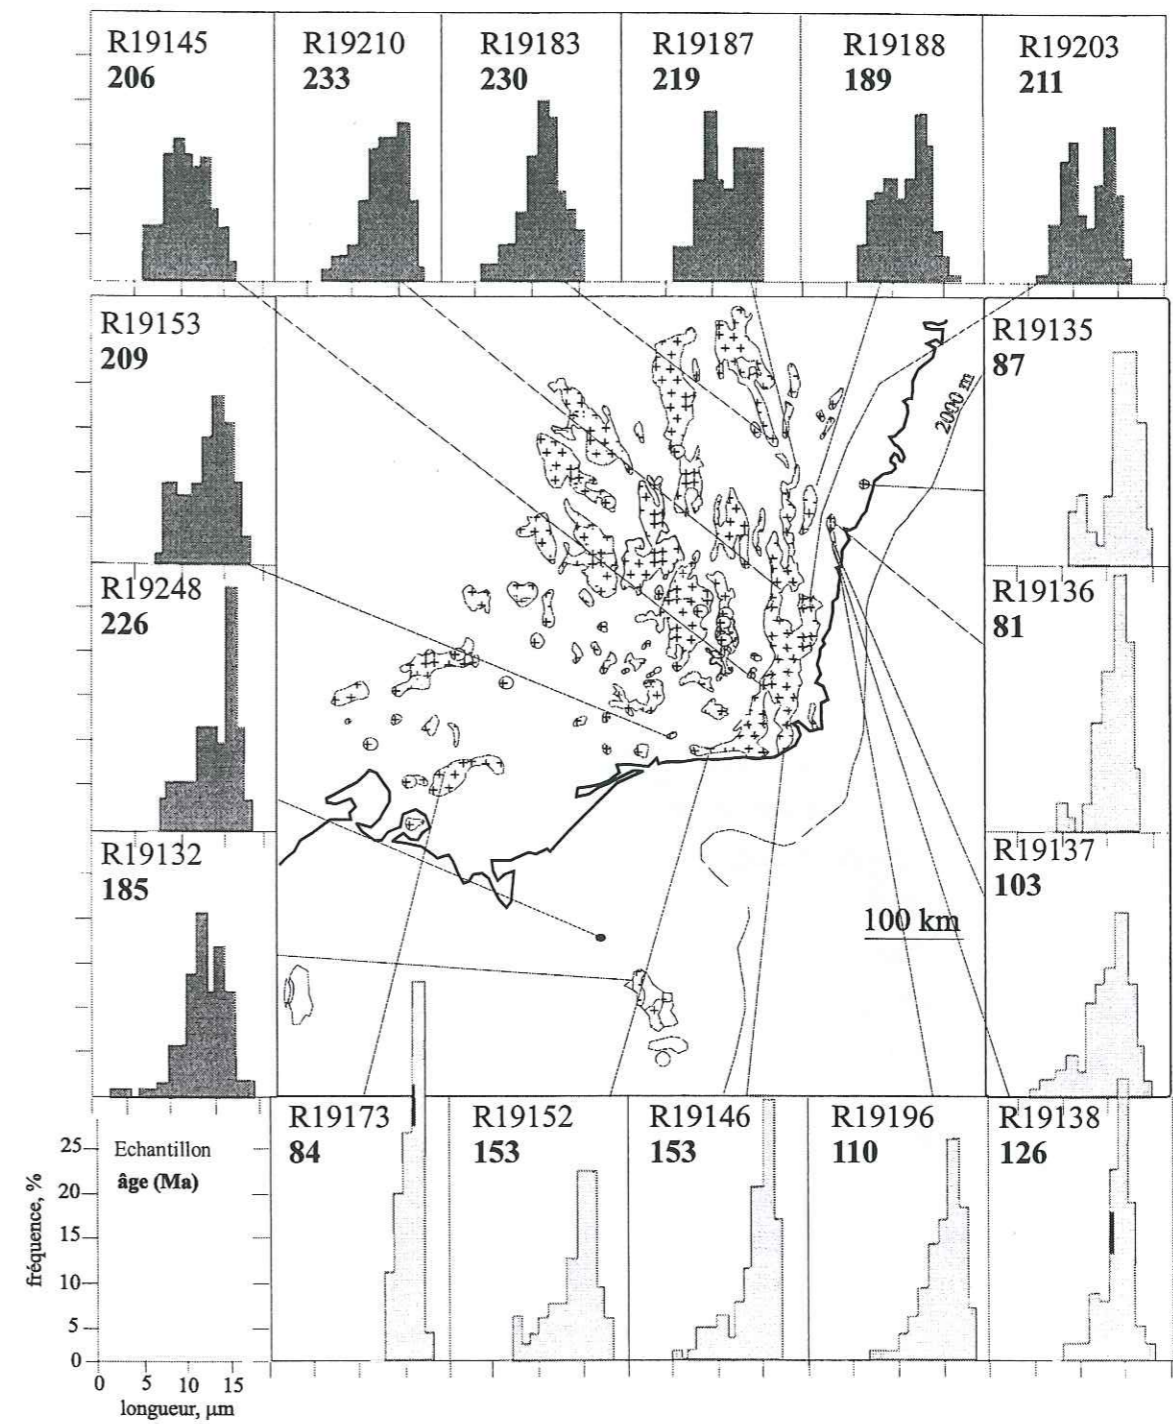 R19145
206
R19210
233
R19183
230
R19187
219
R19188
189
R19203
211
R19153
209
R19135
87
2000 m
R19248
226
R19136
81
R19132
185
R19137
103
100 km
R19173
84
R19152
153
R19146
153
R19196
110
R19138
126
Echantillon
âge (Ma)
fréquence, %
25
20
15
10
5
0
0 5 10 15
longueur, µm